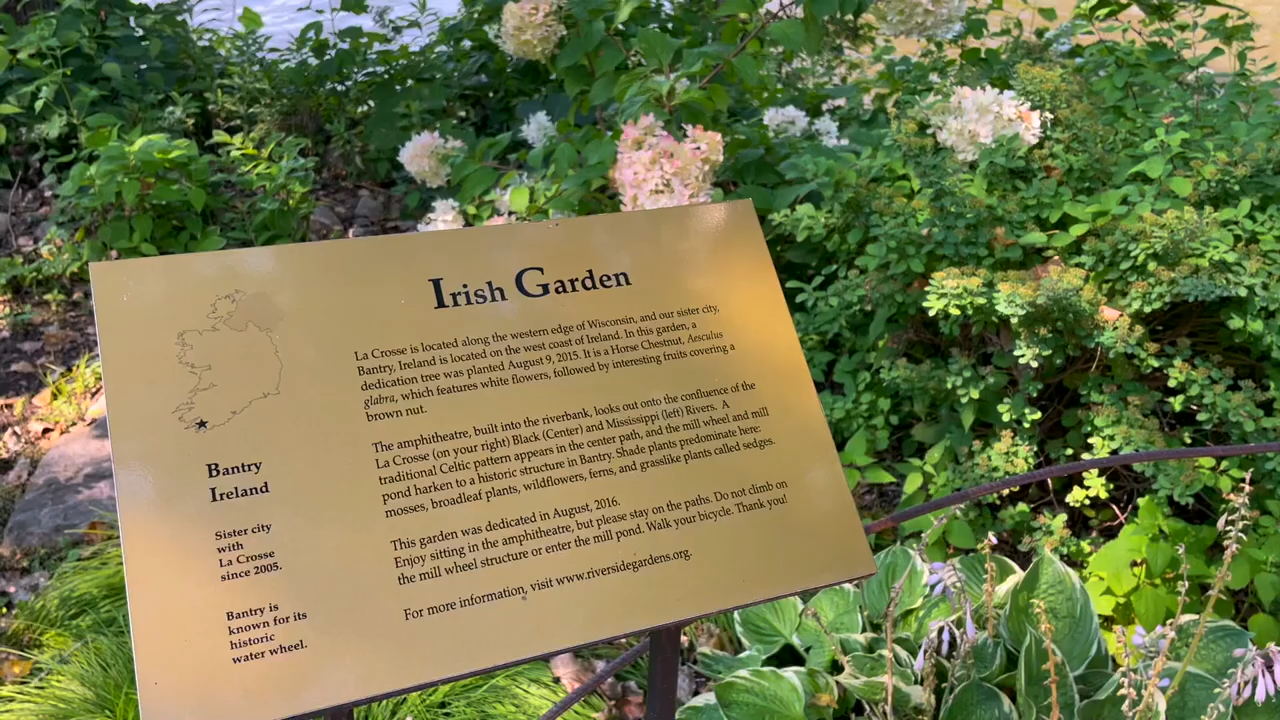 Irish Garden
La Crosse is located along the western edge of Wisconsin, and our sister city,
Bantry, Ireland is located on the west coast of Ireland. In this garden, a
dedication tree was planted August 9, 2015. It is a Horse Chestnut, Aesculus
glabra, which features white flowers, followed by interesting fruits covering a
brown nut.
The amphitheatre, built into the riverbank, looks out onto the confluence of the
La Crosse (on your right) Black (Center) and Mississippi (left) Rivers. A
traditional Celtic pattern appears in the center path, and the mill wheel and mill
pond harken to a historic structure in Bantry. Shade plants predominate here:
mosses, broadleaf plants, wildflowers, ferns, and grasslike plants called sedges.
This garden was dedicated in August, 2016.
Enjoy sitting in the amphitheatre, but please stay on the paths. Do not climb on
the mill wheel structure or enter the mill pond. Walk your bicycle. Thank you!
For more information, visit www.riversidegardens.org.
Bantry
Ireland
Sister city
with
La Crosse
since 2005.
Bantry is
known for its
historic
water wheel.